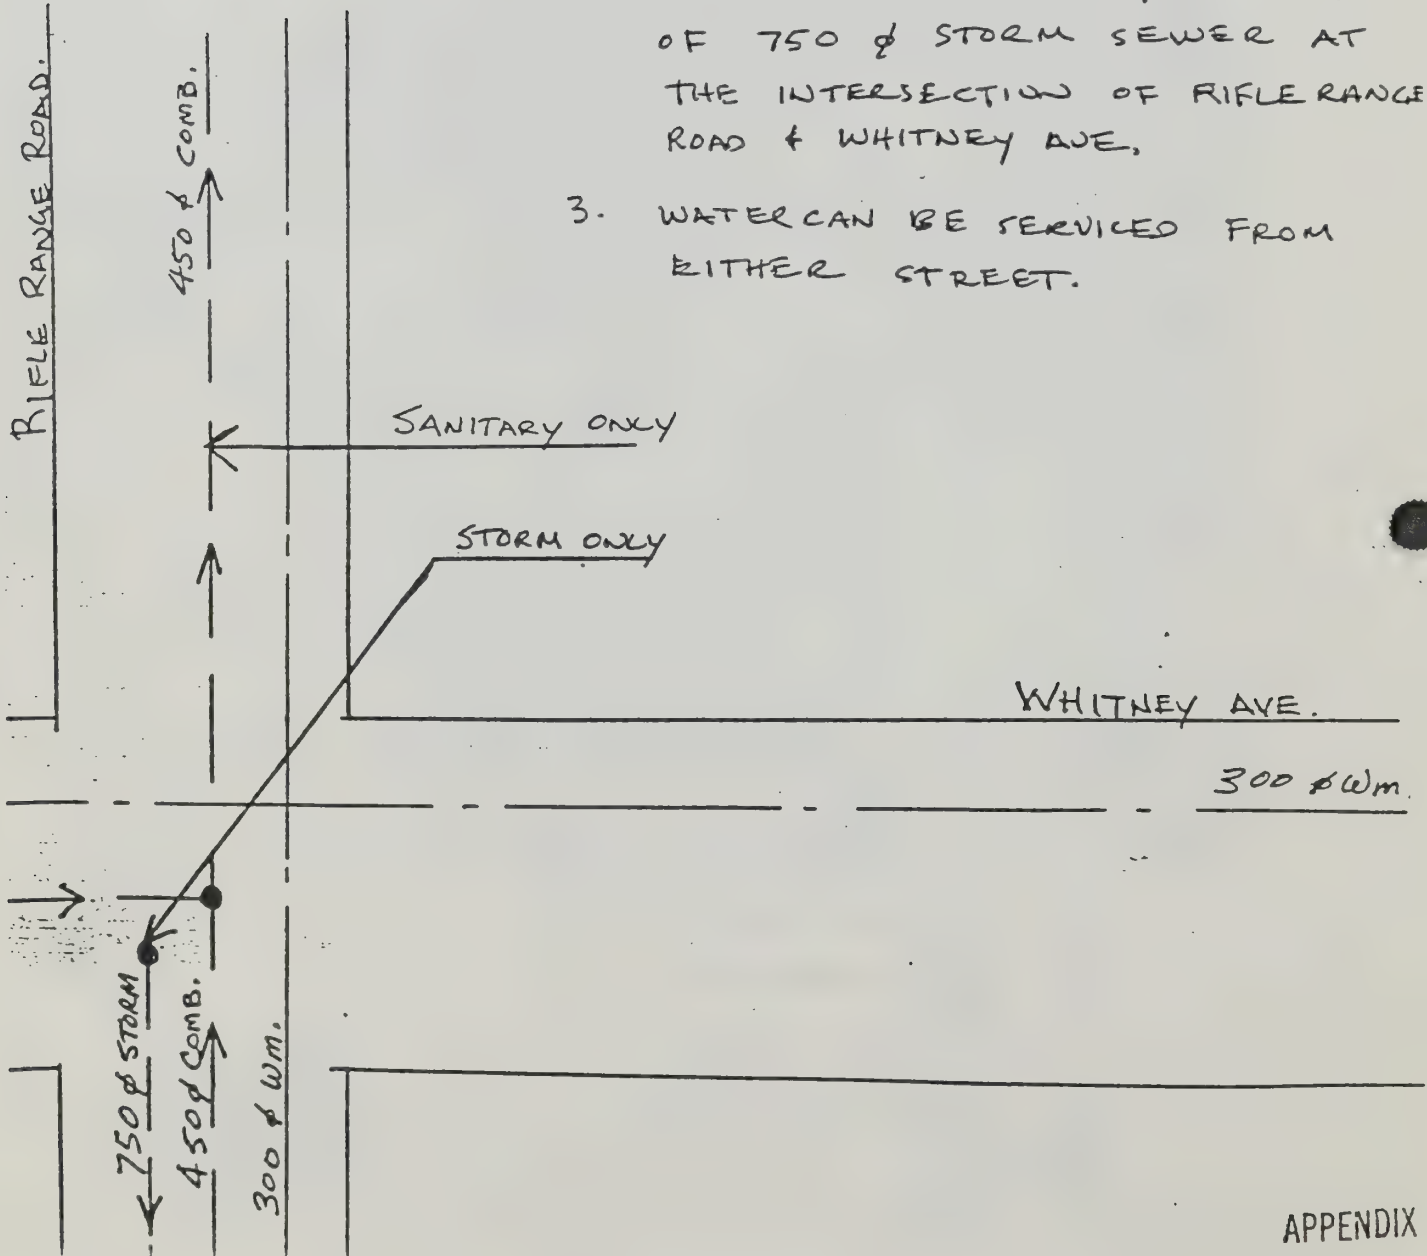 OF 750 ∅ STORM SEWER AT
THE INTERSECTION OF RIFLE RANGE
ROAD & WHITNEY AVE.
3. WATER CAN BE SERVICED FROM
EITHER STREET.
RIFLE RANGE ROAD.
450 ∅ COMB.
SANITARY ONLY
STORM ONLY
WHITNEY AVE.
300 ∅ Wm.
750 ∅ STORM
450 ∅ COMB.
300 ∅ Wm.
APPENDIX